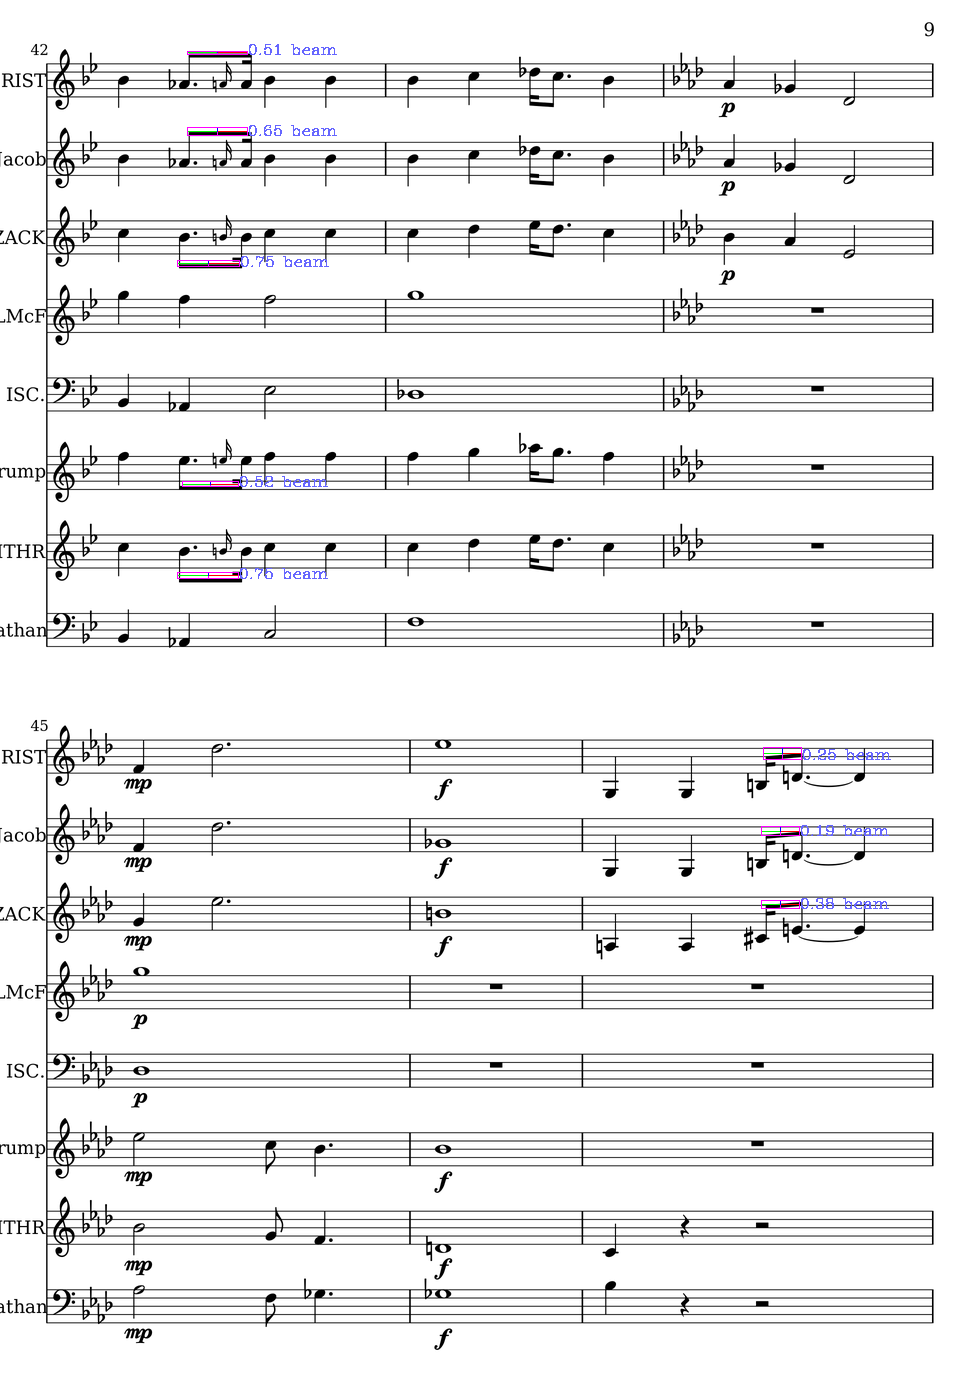 9
42
RIST
0.51 beam
Jacob
0.65 beam
ZACK
0.75 beam
LMcF
ISC.
rump
0.52 beam
ITHR
0.76 beam
athan
p
p
p
45
RIST
mp
f
0.25 beam
Jacob
mp
f
0.19 beam
ZACK
mp
f
0.38 beam
LMcF
p
ISC.
p
rump
mp
f
ITHR
mp
f
athan
mp
f